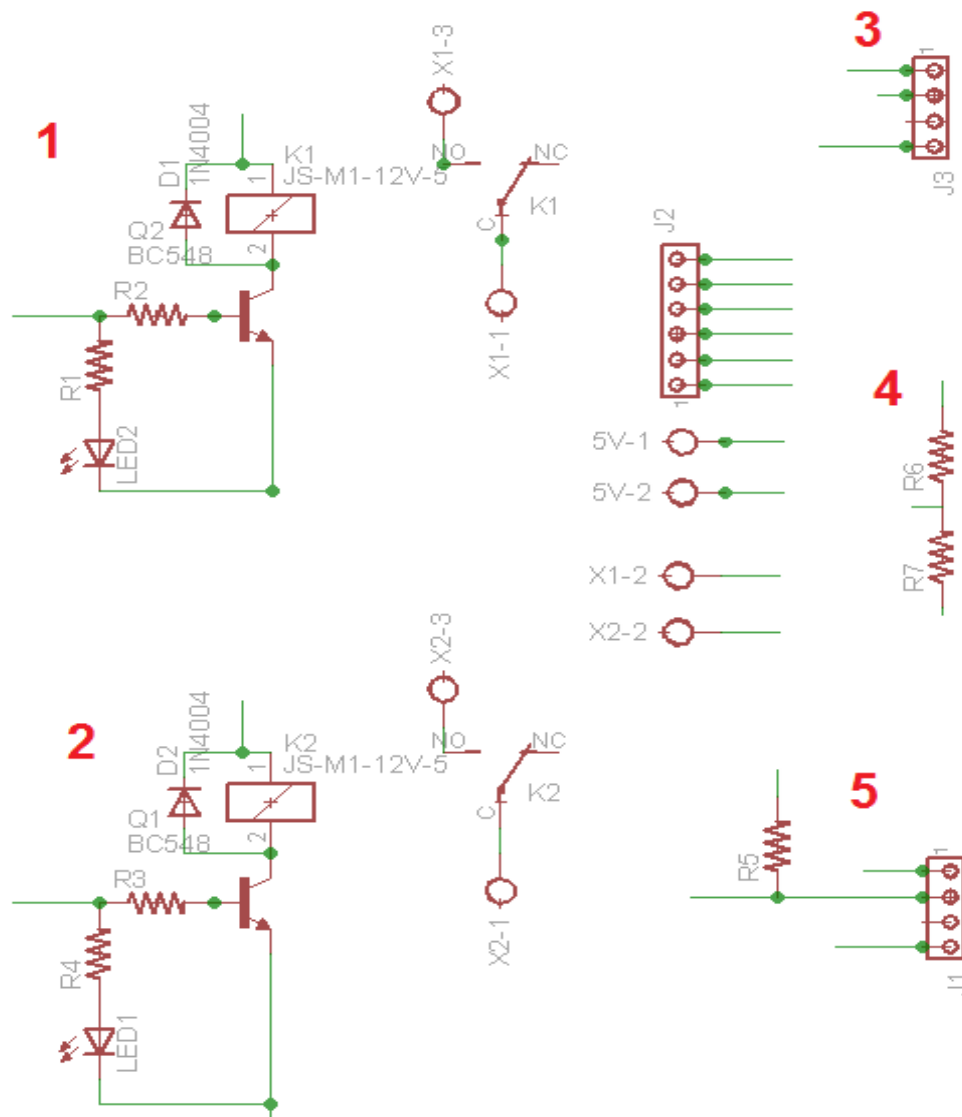 1
D1
1N4004
K1
JS-M1-12V-5
1
2
Q2
BC548
R2
R1
LED2
X1-3
NO
NC
K1
C
X1-1
3
1
J3
J2
1
5V-1
5V-2
X1-2
X2-2
4
R6
R7
2
D2
1N4004
K2
JS-M1-12V-5
1
2
Q1
BC548
R3
R4
LED1
X2-3
NO
NC
K2
C
X2-1
5
R5
1
J1